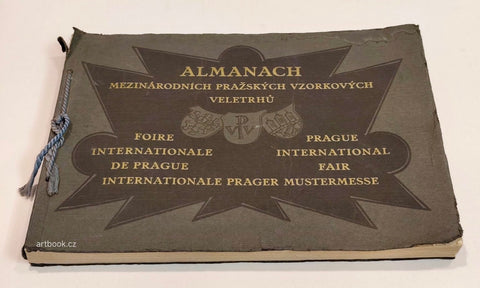 ALMANACH
MEZINÁRODNÍCH PRAŽSKÝCH VZORKOVÝCH
VELETRHŮ
FOIRE
INTERNATIONALE
DE PRAGUE
PRAGUE
INTERNATIONAL
FAIR
INTERNATIONALE PRAGER MUSTERMESSE
artbook.cz